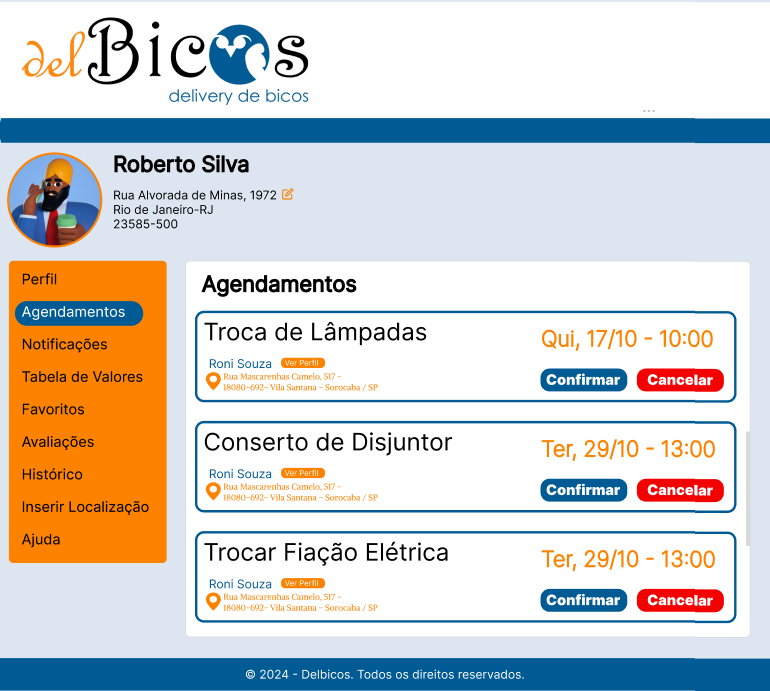 delBicos
delivery de bicos
...
Roberto Silva
Rua Alvorada de Minas, 1972
Rio de Janeiro-RJ
23585-500
Perfil
Agendamentos
Notificações
Tabela de Valores
Favoritos
Avaliações
Histórico
Inserir Localização
Ajuda
Agendamentos
Troca de Lâmpadas
Qui, 17/10 - 10:00
Roni Souza Ver Perfil
Rua Mascarenhas Camelo, 517 -
18080-692- Vila Santana - Sorocaba / SP
Confirmar Cancelar
Conserto de Disjuntor
Ter, 29/10 - 13:00
Roni Souza Ver Perfil
Rua Mascarenhas Camelo, 517 -
18080-692- Vila Santana - Sorocaba / SP
Confirmar Cancelar
Trocar Fiação Elétrica
Ter, 29/10 - 13:00
Roni Souza Ver Perfil
Rua Mascarenhas Camelo, 517 -
18080-692- Vila Santana - Sorocaba / SP
Confirmar Cancelar
© 2024 - Delbicos. Todos os direitos reservados.